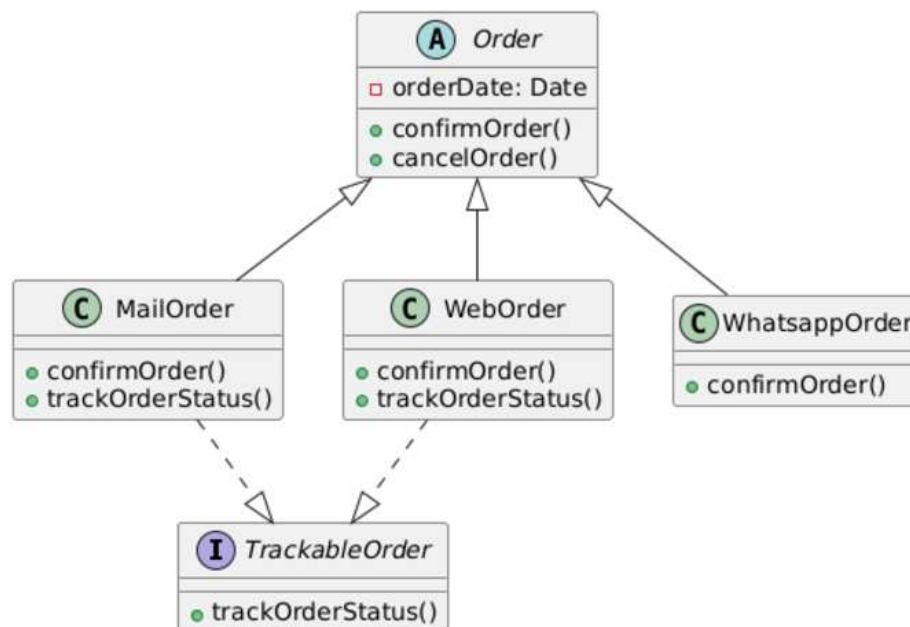 A Order
orderDate: Date
confirmOrder()
cancelOrder()
C MailOrder
confirmOrder()
trackOrderStatus()
C WebOrder
confirmOrder()
trackOrderStatus()
C WhatsappOrder
confirmOrder()
I TrackableOrder
trackOrderStatus()